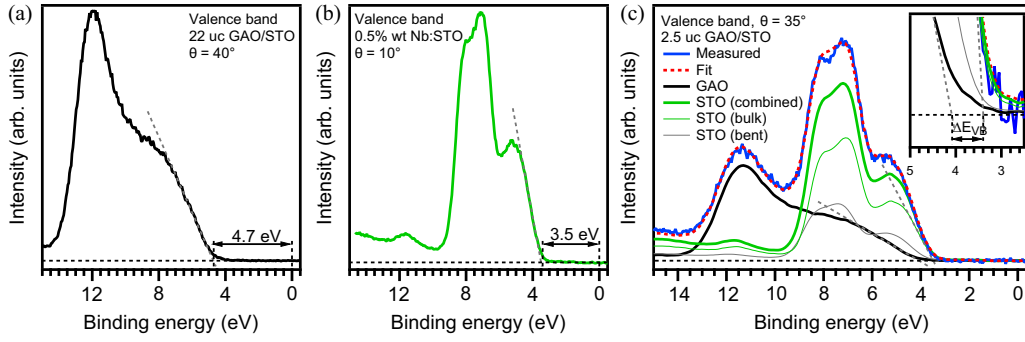 (a)
Valence band
22 uc GAO/STO
θ = 40°
4.7 eV
Intensity (arb. units)
12 8 4 0
Binding energy (eV)
(b)
Valence band
0.5% wt Nb:STO
θ = 10°
3.5 eV
Intensity (arb. units)
12 8 4 0
Binding energy (eV)
(c)
Valence band, θ = 35°
2.5 uc GAO/STO
Measured
Fit
GAO
STO (combined)
STO (bulk)
STO (bent)
ΔEVB
5 4 3
Intensity (arb. units)
14 12 10 8 6 4 2 0
Binding energy (eV)